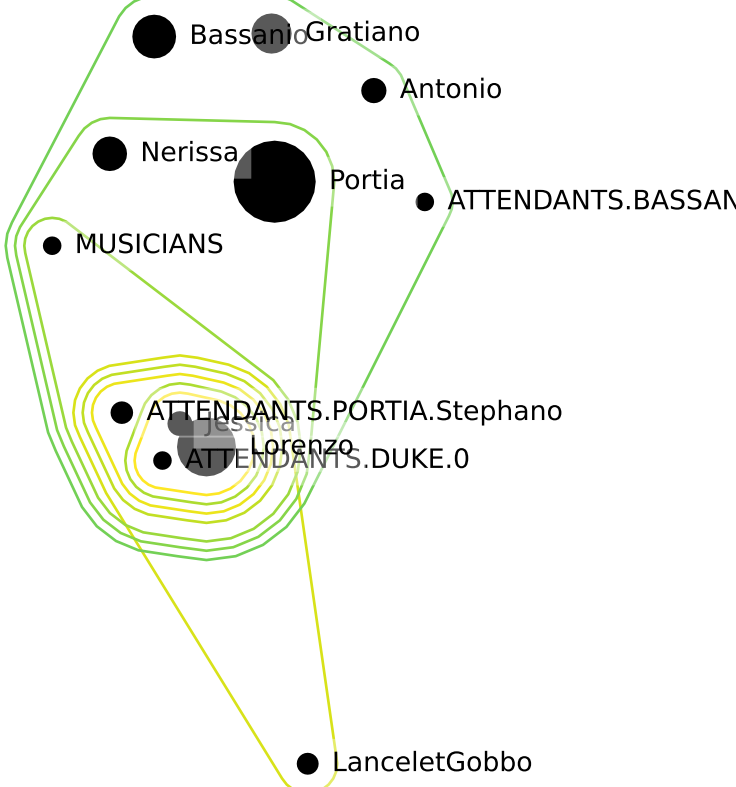 Bassanio
Gratiano
Antonio
Nerissa
Portia
ATTENDANTS.BASSAN
MUSICIANS
ATTENDANTS.PORTIA.Stephano
Jessica
Lorenzo
ATTENDANTS.DUKE.0
LanceletGobbo